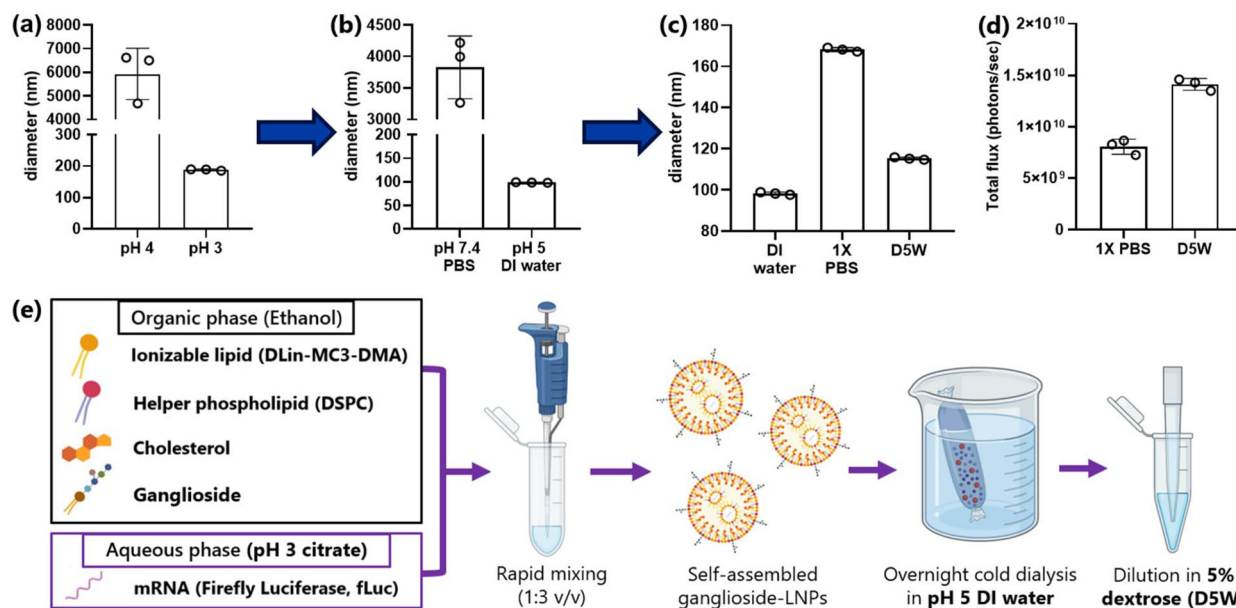 (a)
diameter (nm)
8000
7000
6000
5000
4000
300
200
100
0
pH 4
pH 3
(b)
diameter (nm)
4500
4000
3500
3000
200
150
100
50
0
pH 7.4
PBS
pH 5
DI water
(c)
diameter (nm)
180
160
140
120
100
80
DI
water
1X
PBS
D5W
(d)
Total flux (photons/sec)
2×10¹⁰
1.5×10¹⁰
1×10¹⁰
5×10⁹
0
1X PBS
D5W
(e)
Organic phase (Ethanol)
Ionizable lipid (DLin-MC3-DMA)
Helper phospholipid (DSPC)
Cholesterol
Ganglioside
Aqueous phase (pH 3 citrate)
mRNA (Firefly Luciferase, fLuc)
Rapid mixing
(1:3 v/v)
Self-assembled
ganglioside-LNPs
Overnight cold dialysis
in pH 5 DI water
Dilution in 5%
dextrose (D5W